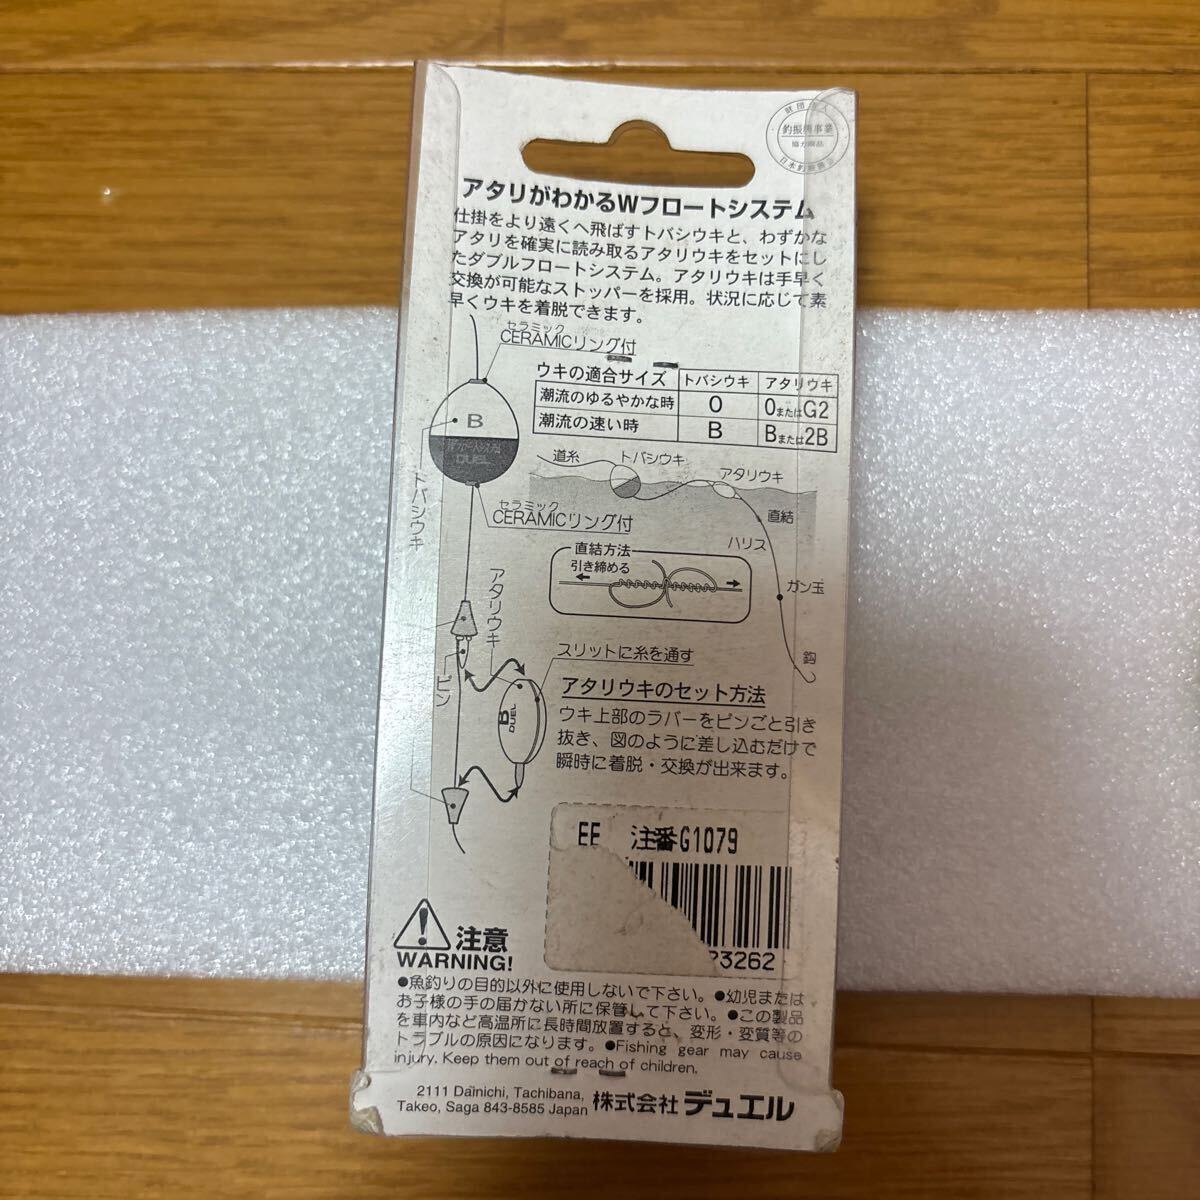 財団法人
釣振興事業
協力商品
アタリがわかるWフロートシステム
仕掛をより遠くへ飛ばすトバシウキと、わずかな
アタリを確実に読み取るアタリウキをセットにし
たダブルフロートシステム。アタリウキは手早く
交換が可能なストッパーを採用。状況に応じて素
早くウキを着脱できます。
セラミック
CERAMICリング付
ウキの適合サイズ トバシウキ アタリウキ
潮流のゆるやかな時 0 0またはG2
潮流の速い時 B Bまたは2B
B
Wフロートシステム
DUEL
トバシウキ
セラミック
CERAMICリング付
道糸
トバシウキ
アタリウキ
直結
ハリス
ガン玉
鈎
直結方法
引き締める
アタリウキ
ピン
スリットに糸を通す
B
DUEL
アタリウキのセット方法
ウキ上部のラバーをピンごと引き
抜き、図のように差し込むだけで
瞬時に着脱・交換が出来ます。
EE 注番G1079
3262
注意
WARNING!
●魚釣りの目的以外に使用しないで下さい。●幼児または
お子様の手の届かない所に保管して下さい。●この製品
を車内など高温所に長時間放置すると、変形・変質等の
トラブルの原因になります。●Fishing gear may cause
injury. Keep them out of reach of children.
2111 Dainichi, Tachibana,
Takeo, Saga 843-8585 Japan
株式会社デュエル